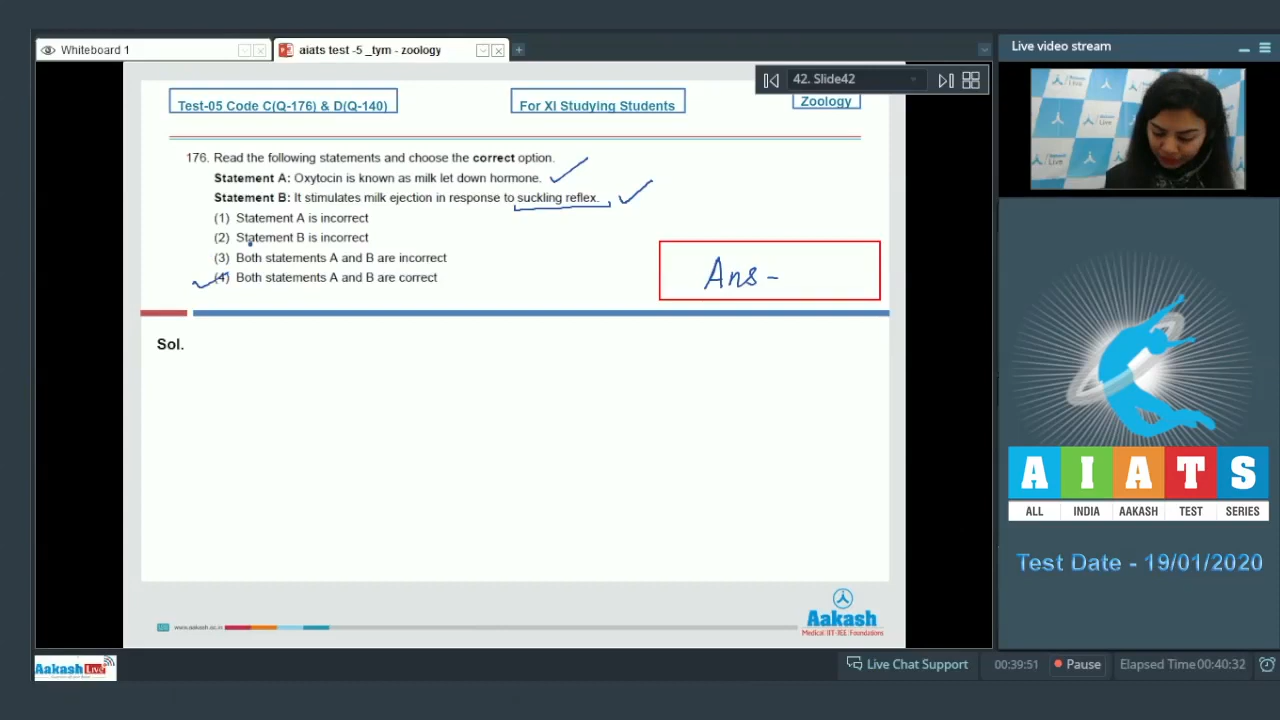 Whiteboard 1
aiats test -5 _tym - zoology
Live video stream
42. Slide42
Test-05 Code C(Q-176) & D(Q-140)
For XI Studying Students
Zoology
176. Read the following statements and choose the correct option.
Statement A: Oxytocin is known as milk let down hormone.
Statement B: It stimulates milk ejection in response to suckling reflex.
(1) Statement A is incorrect
(2) Statement B is incorrect
(3) Both statements A and B are incorrect
(4) Both statements A and B are correct
Ans -
Sol.
A I A T S
ALL INDIA AAKASH TEST SERIES
Test Date - 19/01/2020
www.aakash.ac.in
Aakash
Medical|IIT-JEE|Foundations
Aakash Live
Live Chat Support
00:39:51
Pause
Elapsed Time 00:40:32